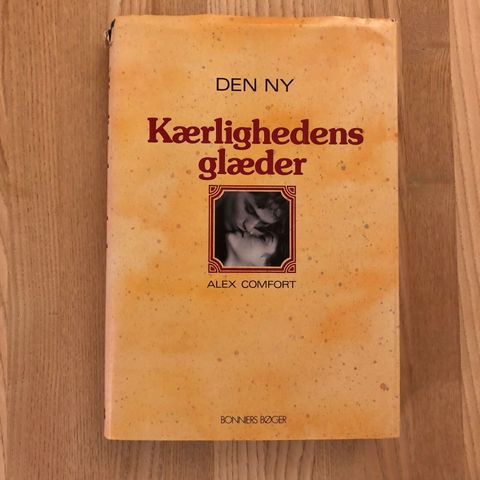 DEN NY
Kærlighedens
glæder
ALEX COMFORT
BONNIERS BØGER